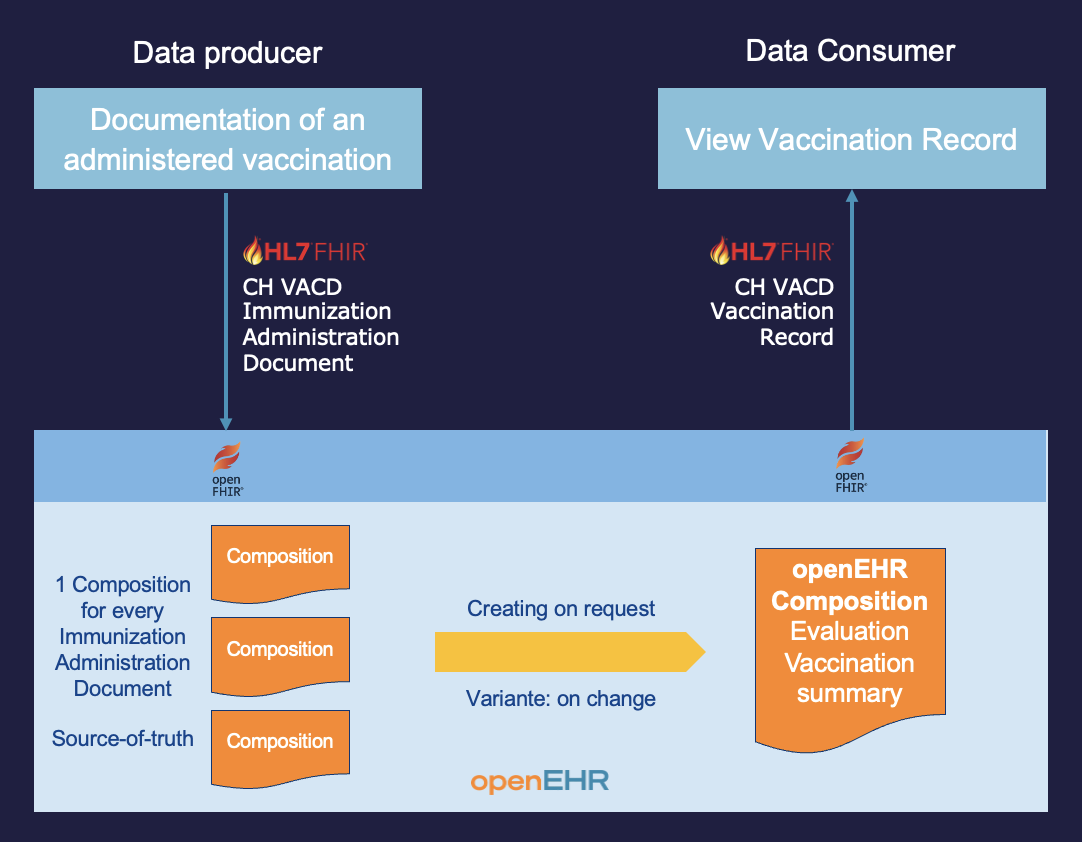 Data producer
Data Consumer
Documentation of an
administered vaccination
View Vaccination Record
HL7 FHIR
CH VACD
Immunization
Administration
Document
HL7 FHIR
CH VACD
Vaccination
Record
open
FHIR®
open
FHIR®
1 Composition
for every
Immunization
Administration
Document
Source-of-truth
Composition
Composition
Composition
Creating on request
Variante: on change
openEHR
Composition
Evaluation
Vaccination
summary
openEHR